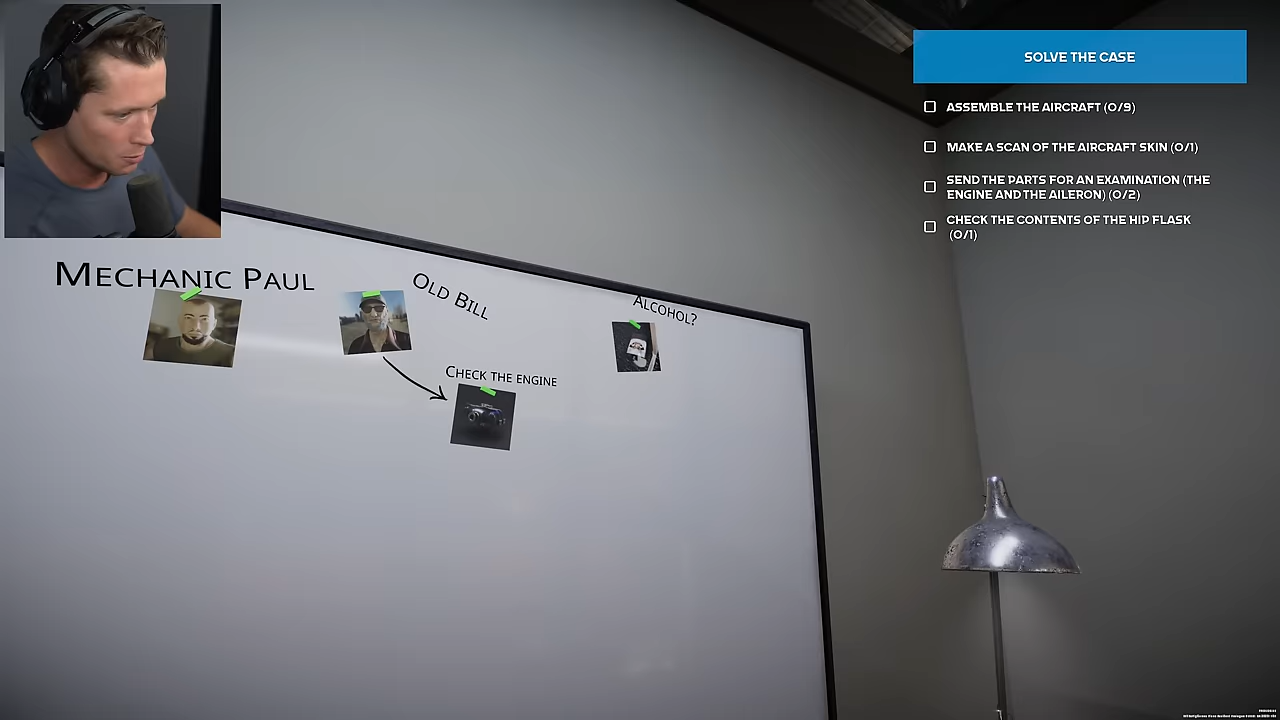 SOLVE THE CASE
ASSEMBLE THE AIRCRAFT (0/9)
MAKE A SCAN OF THE AIRCRAFT SKIN (0/1)
SEND THE PARTS FOR AN EXAMINATION (THE
ENGINE AND THE AILERON) (0/2)
CHECK THE CONTENTS OF THE HIP FLASK
(0/1)
MECHANIC PAUL
OLD BILL
ALCOHOL?
CHECK THE ENGINE